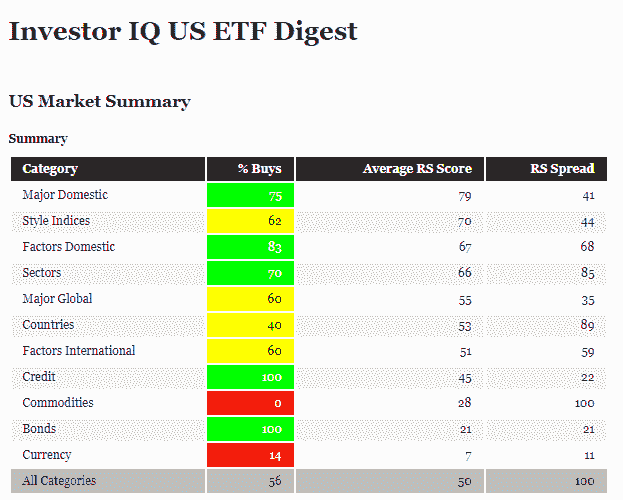 Investor IQ US ETF Digest
US Market Summary
Summary
Category % Buys Average RS Score RS Spread
Major Domestic 75 79 41
Style Indices 62 70 44
Factors Domestic 83 67 68
Sectors 70 66 85
Major Global 60 55 35
Countries 40 53 89
Factors International 60 51 59
Credit 100 45 22
Commodities 0 28 100
Bonds 100 21 21
Currency 14 7 11
All Categories 56 50 100